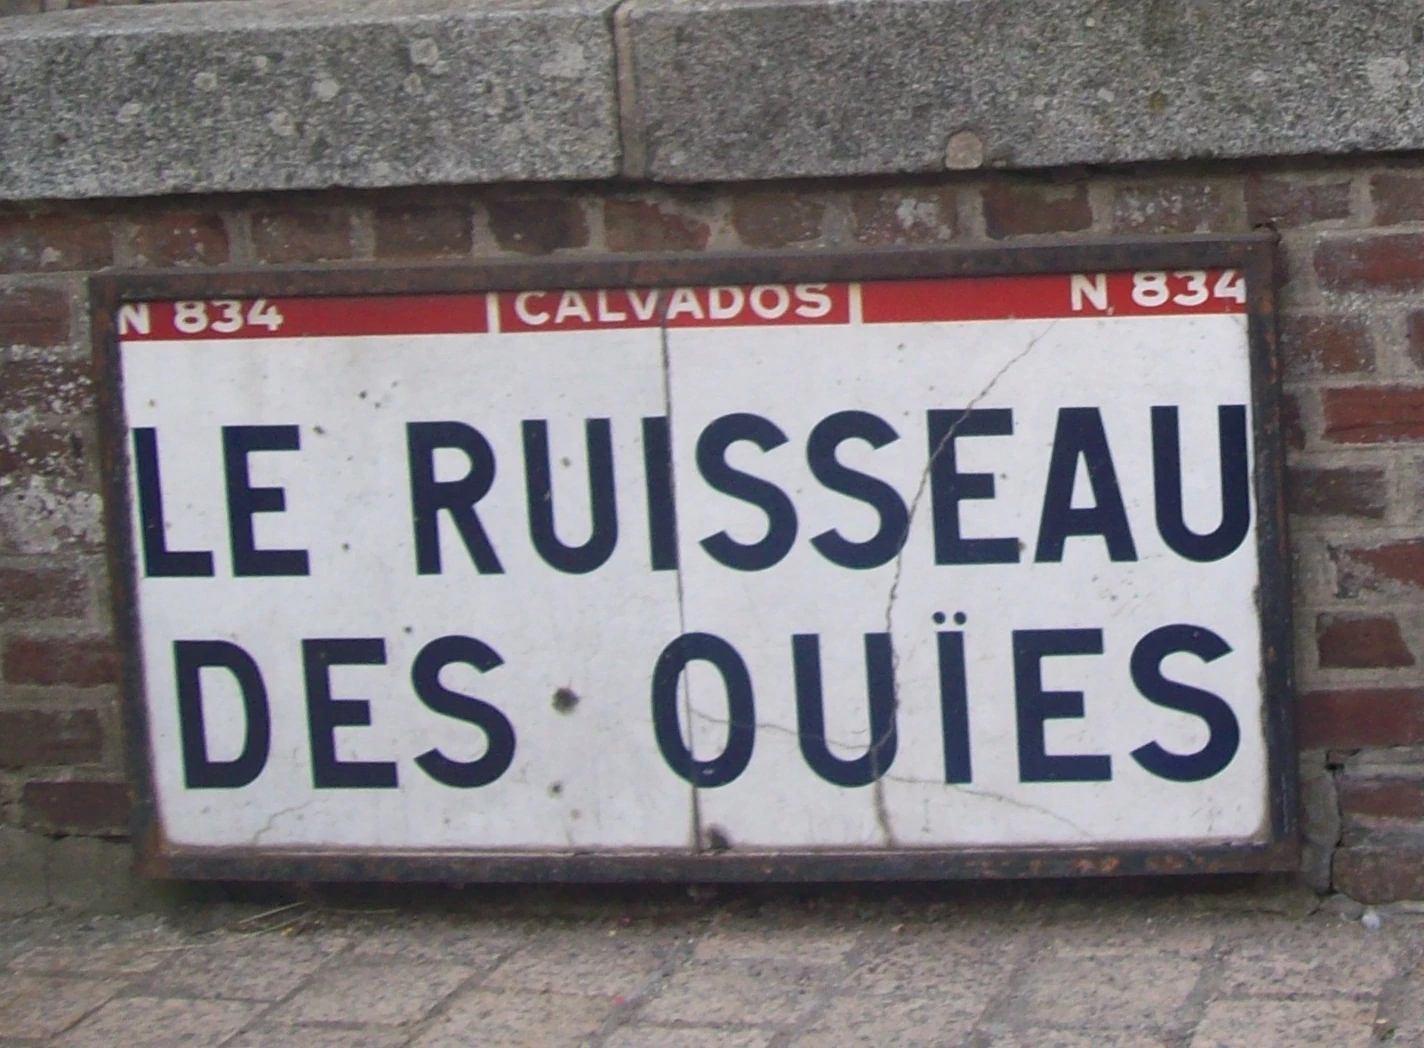 N 834 CALVADOS N 834
LE RUISSEAU
DES OUÏES